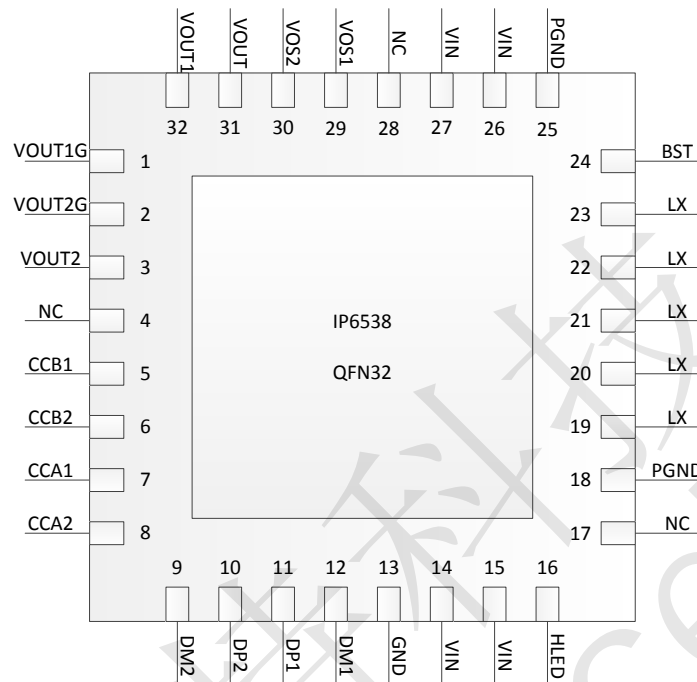 VOUT1
VOUT
VOS2
VOS1
NC
VIN
VIN
PGND
32 31 30 29 28 27 26 25
VOUT1G 1
VOUT2G 2
VOUT2 3
NC 4
CCB1 5
CCB2 6
CCA1 7
CCA2 8
IP6538
QFN32
24 BST
23 LX
22 LX
21 LX
20 LX
19 LX
18 PGND
17 NC
9 10 11 12 13 14 15 16
DM2
DP2
DP1
DM1
GND
VIN
VIN
HLED
科技